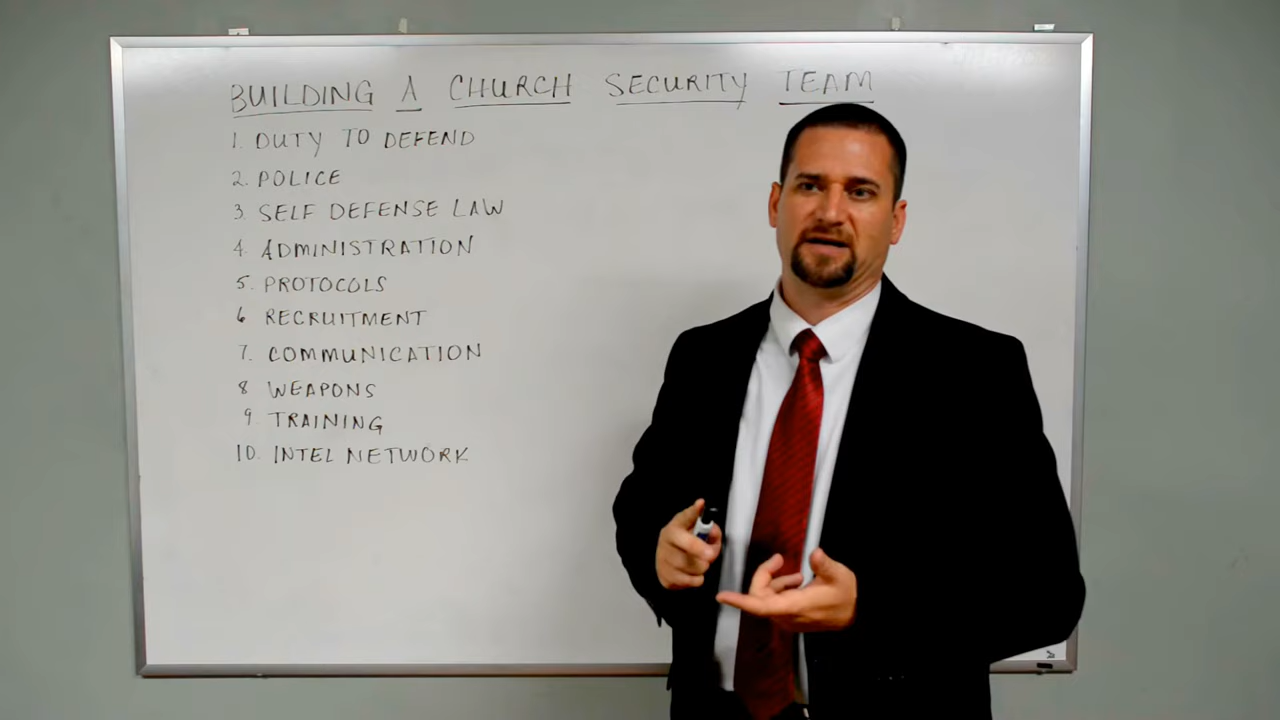 BUILDING A CHURCH SECURITY TEAM
1. DUTY TO DEFEND
2. POLICE
3. SELF DEFENSE LAW
4. ADMINISTRATION
5. PROTOCOLS
6 RECRUITMENT
7. COMMUNICATION
8 WEAPONS
9. TRAINING
10. INTEL NETWORK